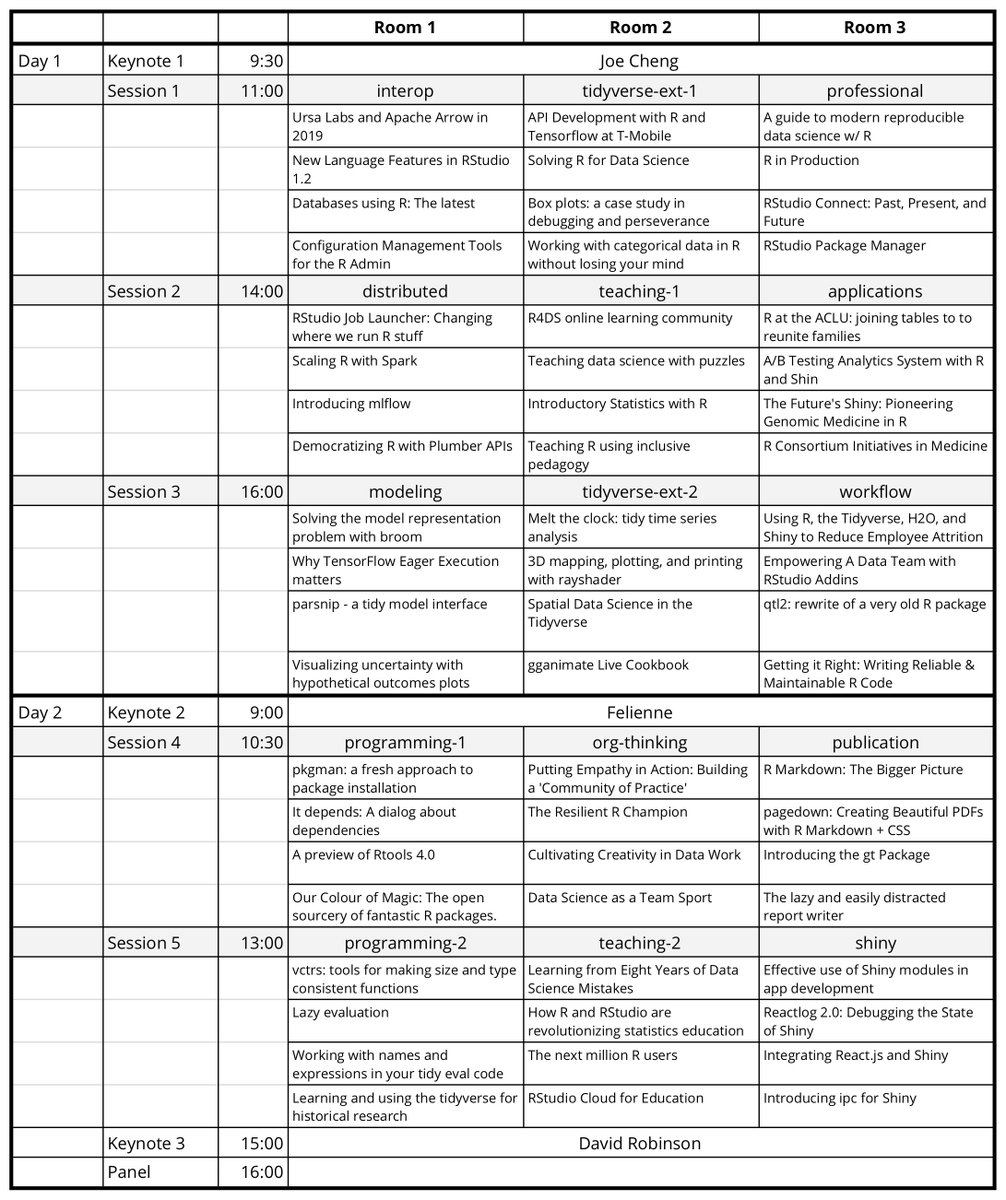 Room 1 Room 2 Room 3
Day 1 Keynote 1 9:30 Joe Cheng
Session 1 11:00 interop tidyverse-ext-1 professional
Ursa Labs and Apache Arrow in API Development with R and A guide to modern reproducible
2019 Tensorflow at T-Mobile data science w/ R
New Language Features in RStudio Solving R for Data Science R in Production
1.2
Databases using R: The latest Box plots: a case study in RStudio Connect: Past, Present, and
debugging and perseverance Future
Configuration Management Tools Working with categorical data in R RStudio Package Manager
for the R Admin without losing your mind
Session 2 14:00 distributed teaching-1 applications
RStudio Job Launcher: Changing R4DS online learning community R at the ACLU: joining tables to to
where we run R stuff reunite families
Scaling R with Spark Teaching data science with puzzles A/B Testing Analytics System with R
and Shin
Introducing mlflow Introductory Statistics with R The Future's Shiny: Pioneering
Genomic Medicine in R
Democratizing R with Plumber APIs Teaching R using inclusive R Consortium Initiatives in Medicine
pedagogy
Session 3 16:00 modeling tidyverse-ext-2 workflow
Solving the model representation Melt the clock: tidy time series Using R, the Tidyverse, H2O, and
problem with broom analysis Shiny to Reduce Employee Attrition
Why TensorFlow Eager Execution 3D mapping, plotting, and printing Empowering A Data Team with
matters with rayshader RStudio Addins
parsnip - a tidy model interface Spatial Data Science in the qtl2: rewrite of a very old R package
Tidyverse
Visualizing uncertainty with gganimate Live Cookbook Getting it Right: Writing Reliable &
hypothetical outcomes plots Maintainable R Code
Day 2 Keynote 2 9:00 Felienne
Session 4 10:30 programming-1 org-thinking publication
pkgman: a fresh approach to Putting Empathy in Action: Building R Markdown: The Bigger Picture
package installation a 'Community of Practice'
It depends: A dialog about The Resilient R Champion pagedown: Creating Beautiful PDFs
dependencies with R Markdown + CSS
A preview of Rtools 4.0 Cultivating Creativity in Data Work Introducing the gt Package
Our Colour of Magic: The open Data Science as a Team Sport The lazy and easily distracted
sourcery of fantastic R packages. report writer
Session 5 13:00 programming-2 teaching-2 shiny
vctrs: tools for making size and type Learning from Eight Years of Data Effective use of Shiny modules in
consistent functions Science Mistakes app development
Lazy evaluation How R and RStudio are Reactlog 2.0: Debugging the State
revolutionizing statistics education of Shiny
Working with names and The next million R users Integrating React.js and Shiny
expressions in your tidy eval code
Learning and using the tidyverse for RStudio Cloud for Education Introducing ipc for Shiny
historical research
Keynote 3 15:00 David Robinson
Panel 16:00